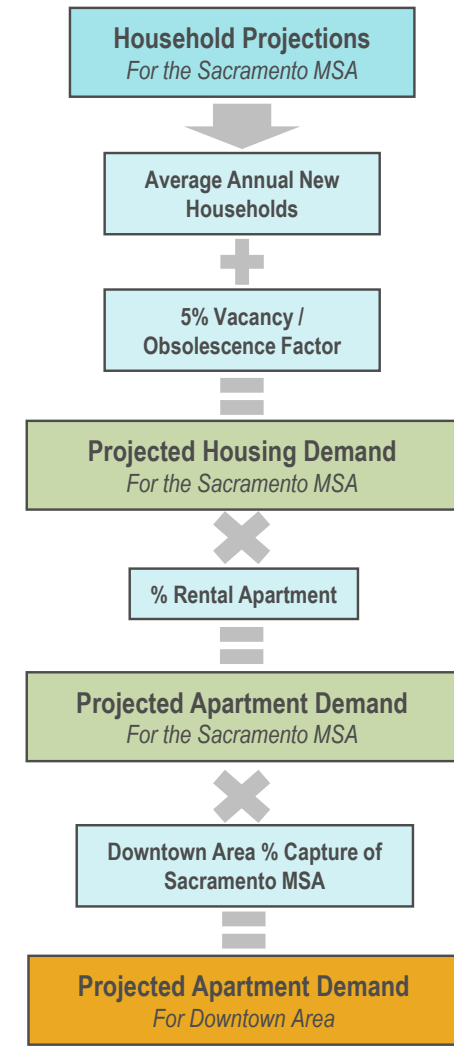 Household Projections
For the Sacramento MSA
Average Annual New
Households
5% Vacancy /
Obsolescence Factor
Projected Housing Demand
For the Sacramento MSA
% Rental Apartment
Projected Apartment Demand
For the Sacramento MSA
Downtown Area % Capture of
Sacramento MSA
Projected Apartment Demand
For Downtown Area